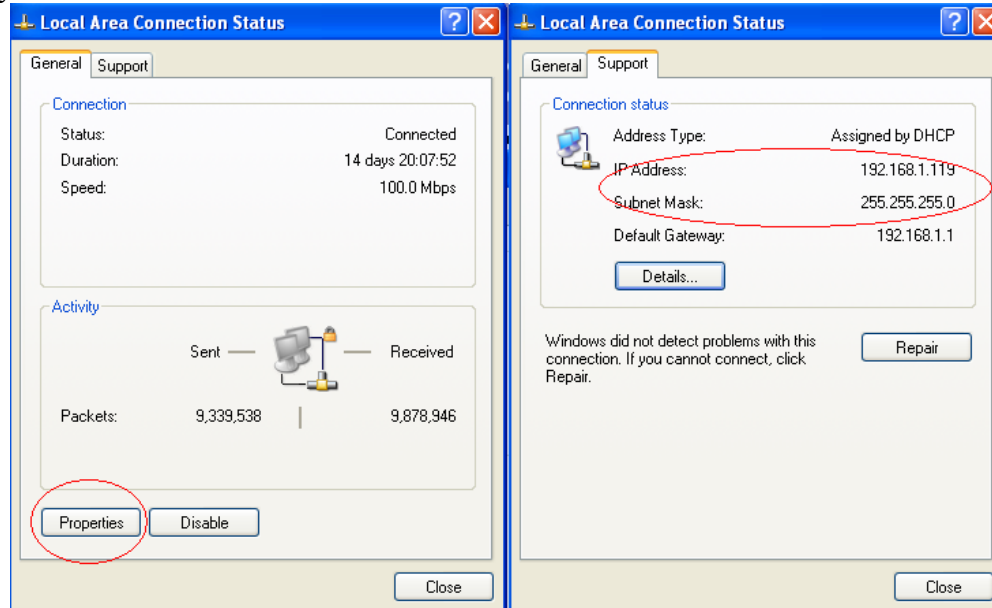 Local Area Connection Status
General Support
Connection
Status: Connected
Duration: 14 days 20:07:52
Speed: 100.0 Mbps
Activity
Sent — — Received
Packets: 9,339,538 | 9,878,946
Properties Disable
Close
Local Area Connection Status
General Support
Connection status
Address Type: Assigned by DHCP
IP Address: 192.168.1.119
Subnet Mask: 255.255.255.0
Default Gateway: 192.168.1.1
Details...
Windows did not detect problems with this
connection. If you cannot connect, click
Repair.
Repair
Close